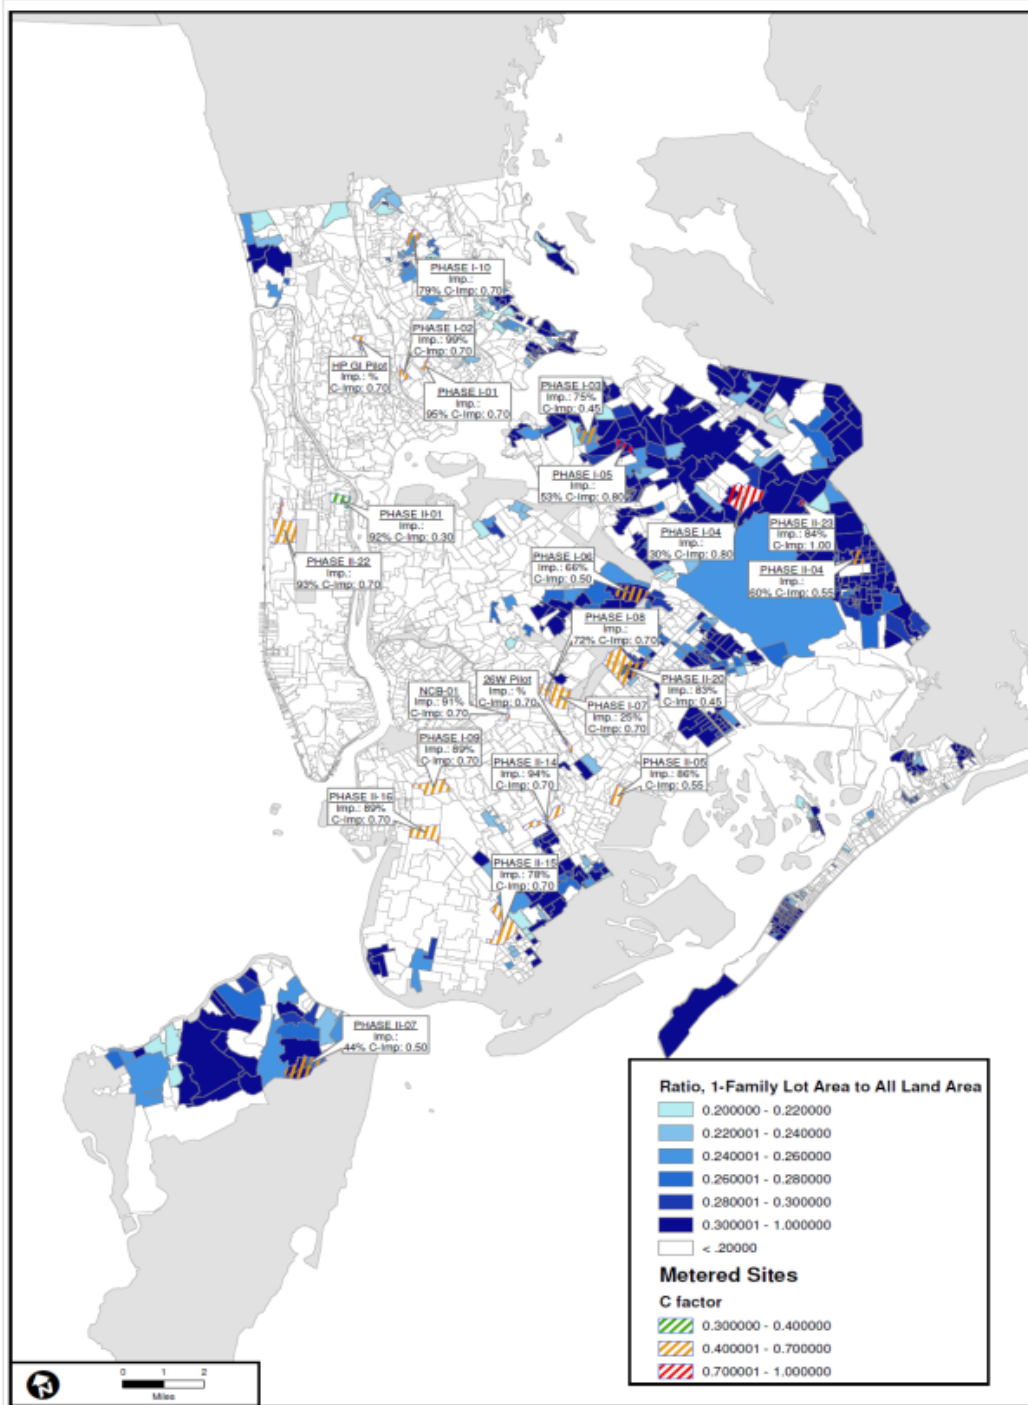 PHASE I-10
Imp.:
79% C-Imp: 0.70
PHASE I-02
Imp.: 99%
C-Imp: 0.70
HP GI Pilot
Imp.: %
C-Imp: 0.70
PHASE I-01
Imp.:
95% C-Imp: 0.70
PHASE I-03
Imp.: 75%
C-Imp: 0.45
PHASE I-05
Imp.:
53% C-Imp: 0.80
PHASE II-01
Imp.:
92% C-Imp: 0.30
PHASE I-04
Imp.:
30% C-Imp: 0.80
PHASE II-23
Imp.: 84%
C-Imp: 1.00
PHASE II-22
Imp.:
93% C-Imp: 0.70
PHASE I-06
Imp.: 66%
C-Imp: 0.50
PHASE II-04
Imp.:
60% C-Imp: 0.55
PHASE I-08
Imp.:
72% C-Imp: 0.70
26W Pilot
Imp.: %
C-Imp: 0.70
PHASE II-20
Imp.: 83%
C-Imp: 0.45
NCB-01
Imp.: 91%
C-Imp: 0.70
PHASE I-07
Imp.: 25%
C-Imp: 0.70
PHASE I-09
Imp.: 89%
C-Imp: 0.70
PHASE II-14
Imp.: 94%
C-Imp: 0.70
PHASE II-05
Imp.: 86%
C-Imp: 0.55
PHASE II-16
Imp.: 89%
C-Imp: 0.70
PHASE II-15
Imp.: 78%
C-Imp: 0.70
PHASE II-07
Imp.:
44% C-Imp: 0.50
Ratio, 1-Family Lot Area to All Land Area
0.200000 - 0.220000
0.220001 - 0.240000
0.240001 - 0.260000
0.260001 - 0.280000
0.280001 - 0.300000
0.300001 - 1.000000
< .20000
Metered Sites
C factor
0.300000 - 0.400000
0.400001 - 0.700000
0.700001 - 1.000000
N
0 1 2
Miles